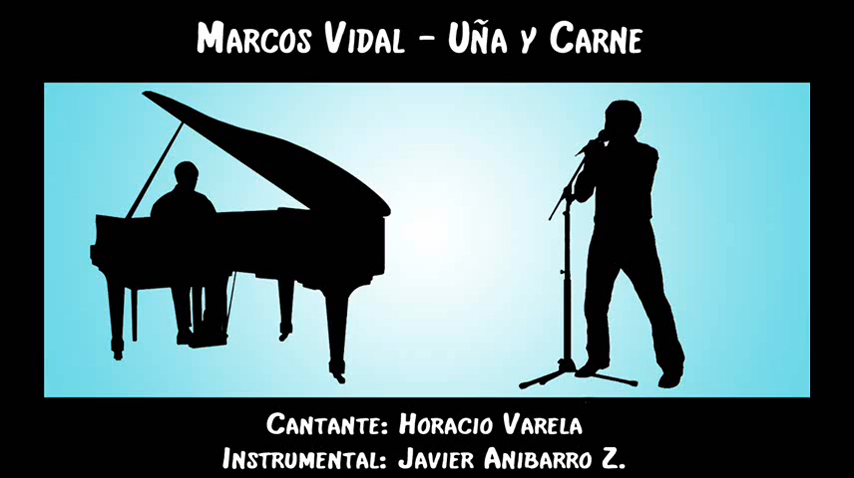 Marcos Vidal - Uña y Carne
Cantante: Horacio Varela
Instrumental: Javier Anibarro Z.